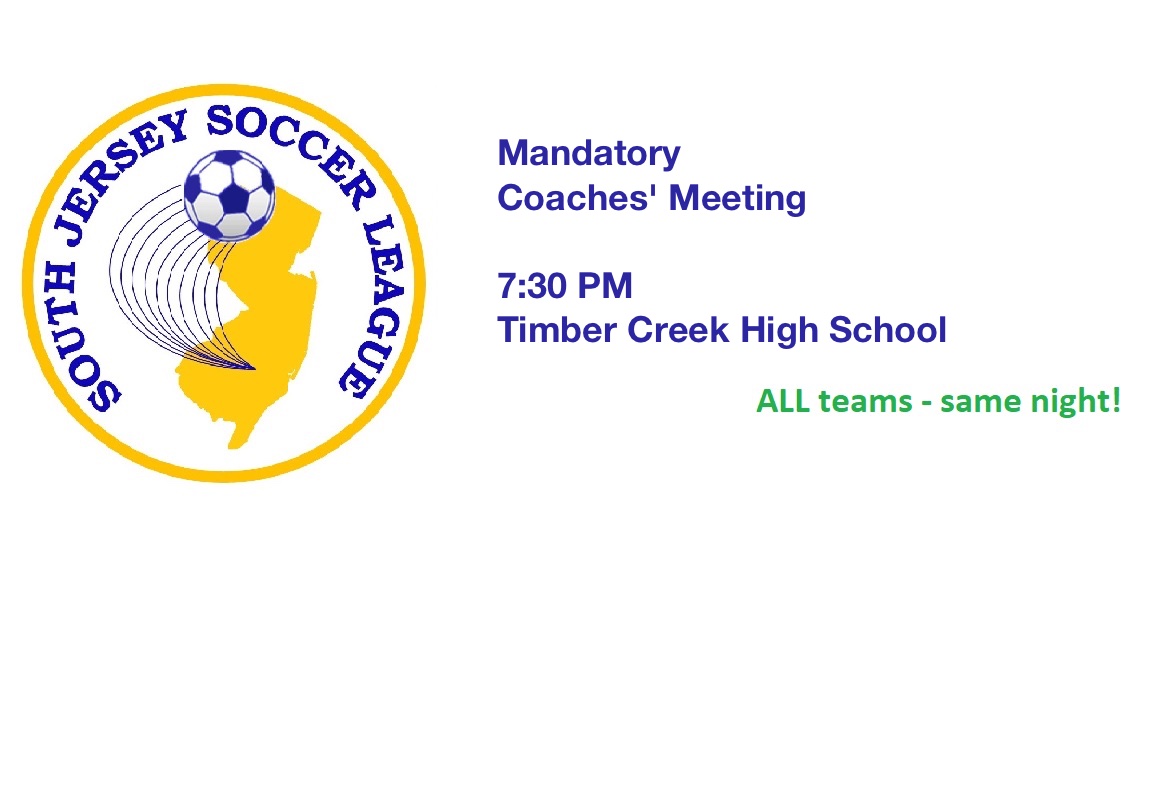 SOUTH JERSEY SOCCER LEAGUE
Mandatory
Coaches' Meeting
7:30 PM
Timber Creek High School
ALL teams - same night!